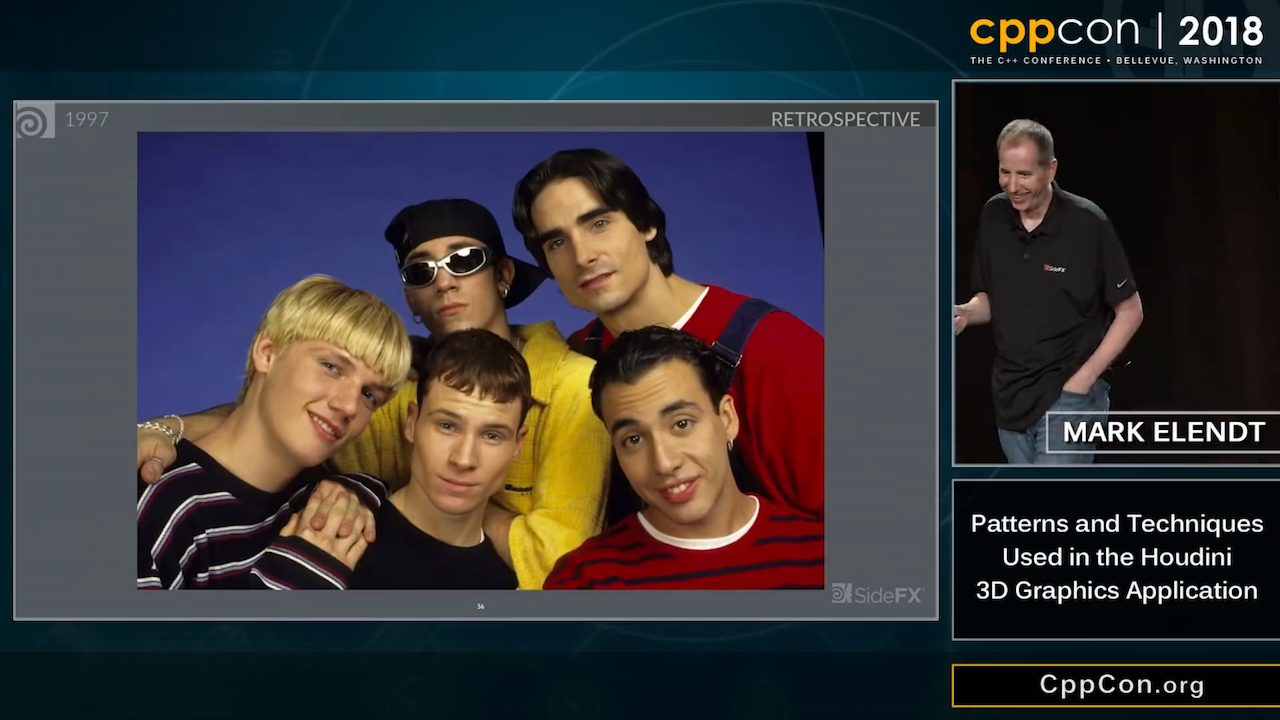 cppcon | 2018
THE C++ CONFERENCE • BELLEVUE, WASHINGTON
1997
RETROSPECTIVE
SideFX
MARK ELENDT
Patterns and Techniques
Used in the Houdini
3D Graphics Application
SideFX
56
CppCon.org